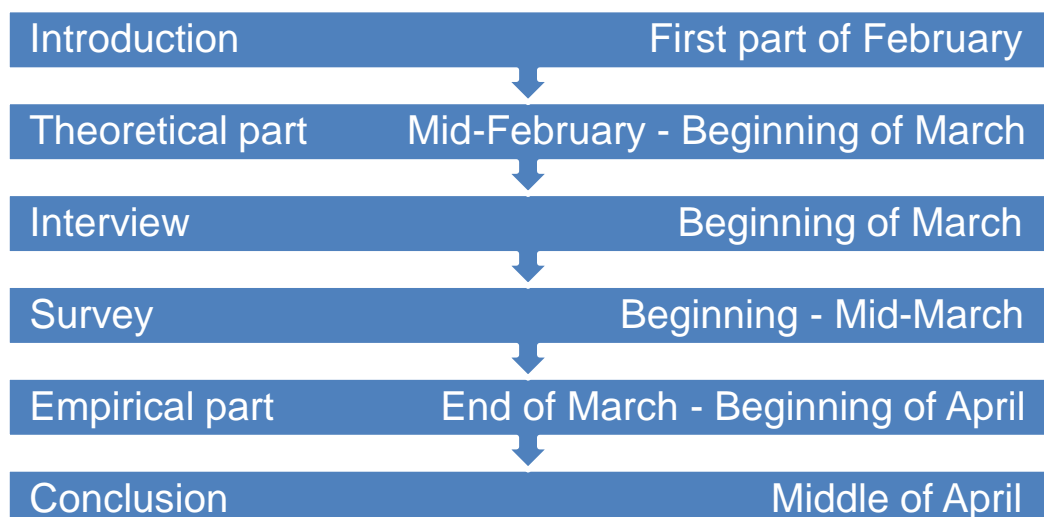 Introduction First part of February
Theoretical part Mid-February - Beginning of March
Interview Beginning of March
Survey Beginning - Mid-March
Empirical part End of March - Beginning of April
Conclusion Middle of April